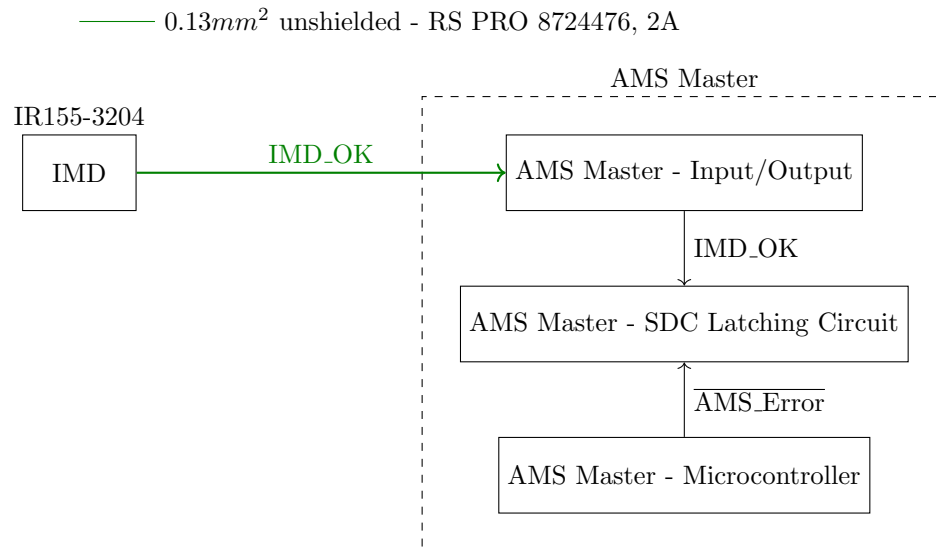 0.13mm² unshielded - RS PRO 8724476, 2A
AMS Master
IR155-3204
IMD
IMD_OK
AMS Master - Input/Output
IMD_OK
AMS Master - SDC Latching Circuit
A̅M̅S̅_̅E̅r̅r̅o̅r̅
AMS Master - Microcontroller